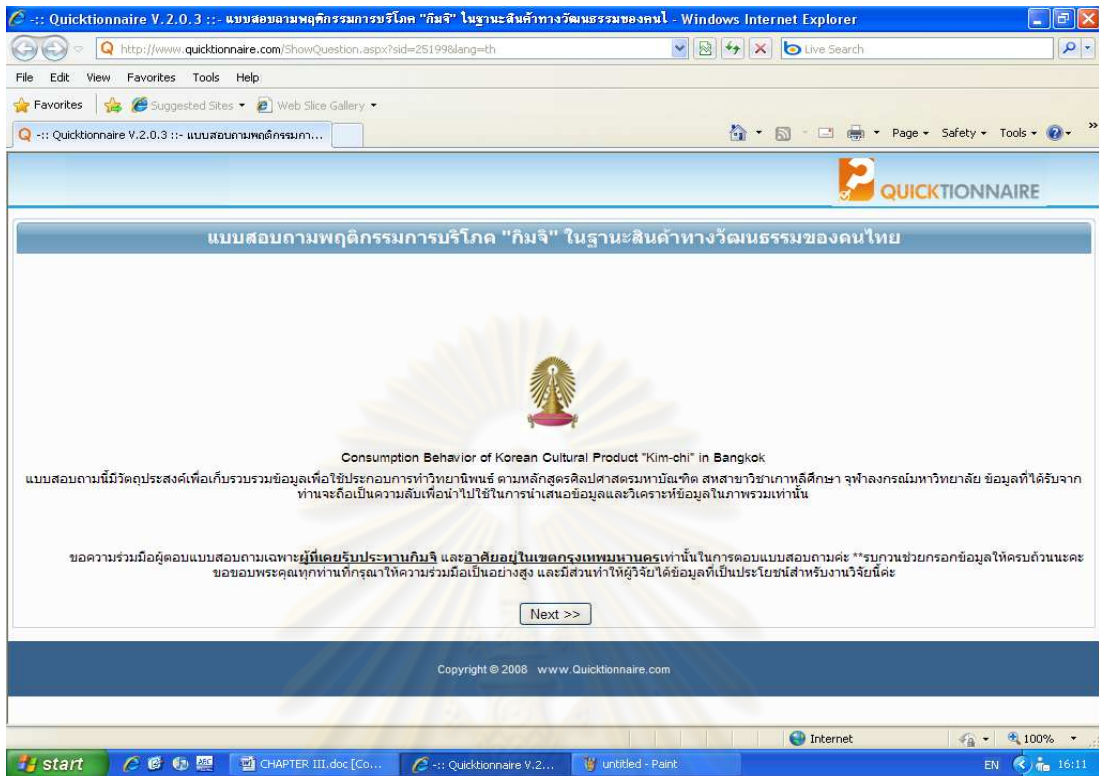 -:: Quicktionnaire V.2.0.3 ::- แบบสอบถามพฤติกรรมการบริโภค "กิมจิ" ในฐานะสินค้าทางวัฒนธรรมของคนไ - Windows Internet Explorer
http://www.quicktionnaire.com/ShowQuestion.aspx?sid=25199&lang=th
Live Search
File Edit View Favorites Tools Help
Favorites Suggested Sites Web Slice Gallery
-:: Quicktionnaire V.2.0.3 ::- แบบสอบถามพฤติกรรมกา...
Page Safety Tools
QUICKTIONNAIRE
แบบสอบถามพฤติกรรมการบริโภค "กิมจิ" ในฐานะสินค้าทางวัฒนธรรมของคนไทย
Consumption Behavior of Korean Cultural Product "Kim-chi" in Bangkok
แบบสอบถามนี้มีวัตถุประสงค์เพื่อเก็บรวบรวมข้อมูลเพื่อใช้ประกอบการทำวิทยานิพนธ์ ตามหลักสูตรศิลปศาสตรมหาบัณฑิต สหสาขาวิชาเกาหลีศึกษา จุฬาลงกรณ์มหาวิทยาลัย ข้อมูลที่ได้รับจาก
ท่านจะถือเป็นความลับเพื่อนำไปใช้ในการนำเสนอข้อมูลและวิเคราะห์ข้อมูลในภาพรวมเท่านั้น
ขอความร่วมมือผู้ตอบแบบสอบถามเฉพาะผู้ที่เคยรับประทานกิมจิ และอาศัยอยู่ในเขตกรุงเทพมหานครเท่านั้นในการตอบแบบสอบถามค่ะ **รบกวนช่วยกรอกข้อมูลให้ครบถ้วนนะคะ
ขอขอบพระคุณทุกท่านที่กรุณาให้ความร่วมมือเป็นอย่างสูง และมีส่วนทำให้ผู้วิจัยได้ข้อมูลที่เป็นประโยชน์สำหรับงานวิจัยนี้ค่ะ
Next >>
Copyright © 2008 www.Quicktionnaire.com
Internet 100%
start CHAPTER III.doc [Co... -:: Quicktionnaire V.2... untitled - Paint EN 16:11